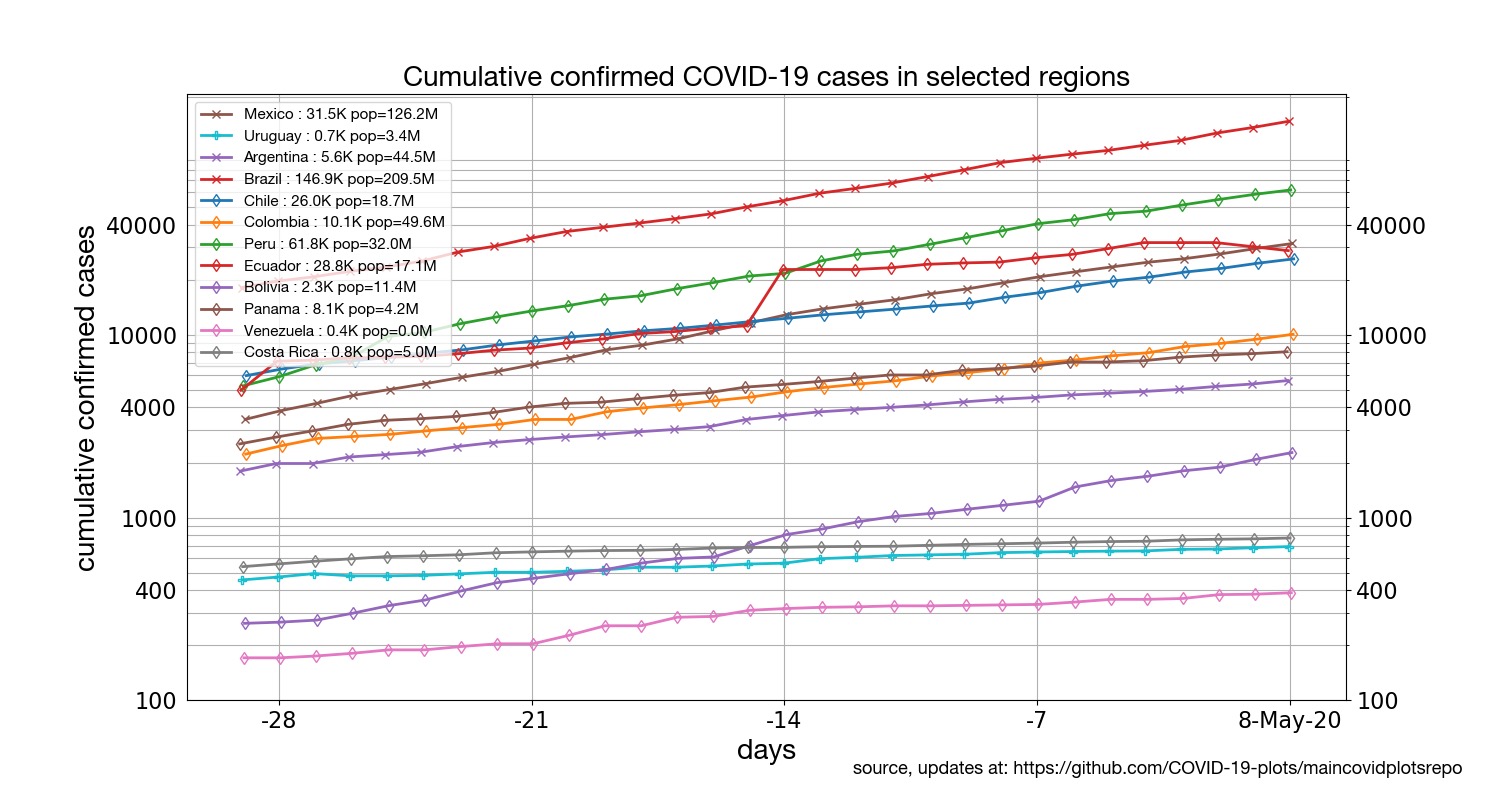 Cumulative confirmed COVID-19 cases in selected regions
Mexico : 31.5K pop=126.2M
Uruguay : 0.7K pop=3.4M
Argentina : 5.6K pop=44.5M
Brazil : 146.9K pop=209.5M
Chile : 26.0K pop=18.7M
Colombia : 10.1K pop=49.6M
Peru : 61.8K pop=32.0M
Ecuador : 28.8K pop=17.1M
Bolivia : 2.3K pop=11.4M
Panama : 8.1K pop=4.2M
Venezuela : 0.4K pop=0.0M
Costa Rica : 0.8K pop=5.0M
cumulative confirmed cases
40000
10000
4000
1000
400
100
40000
10000
4000
1000
400
100
-28 -21 -14 -7 8-May-20
days
source, updates at: https://github.com/COVID-19-plots/maincovidplotsrepo